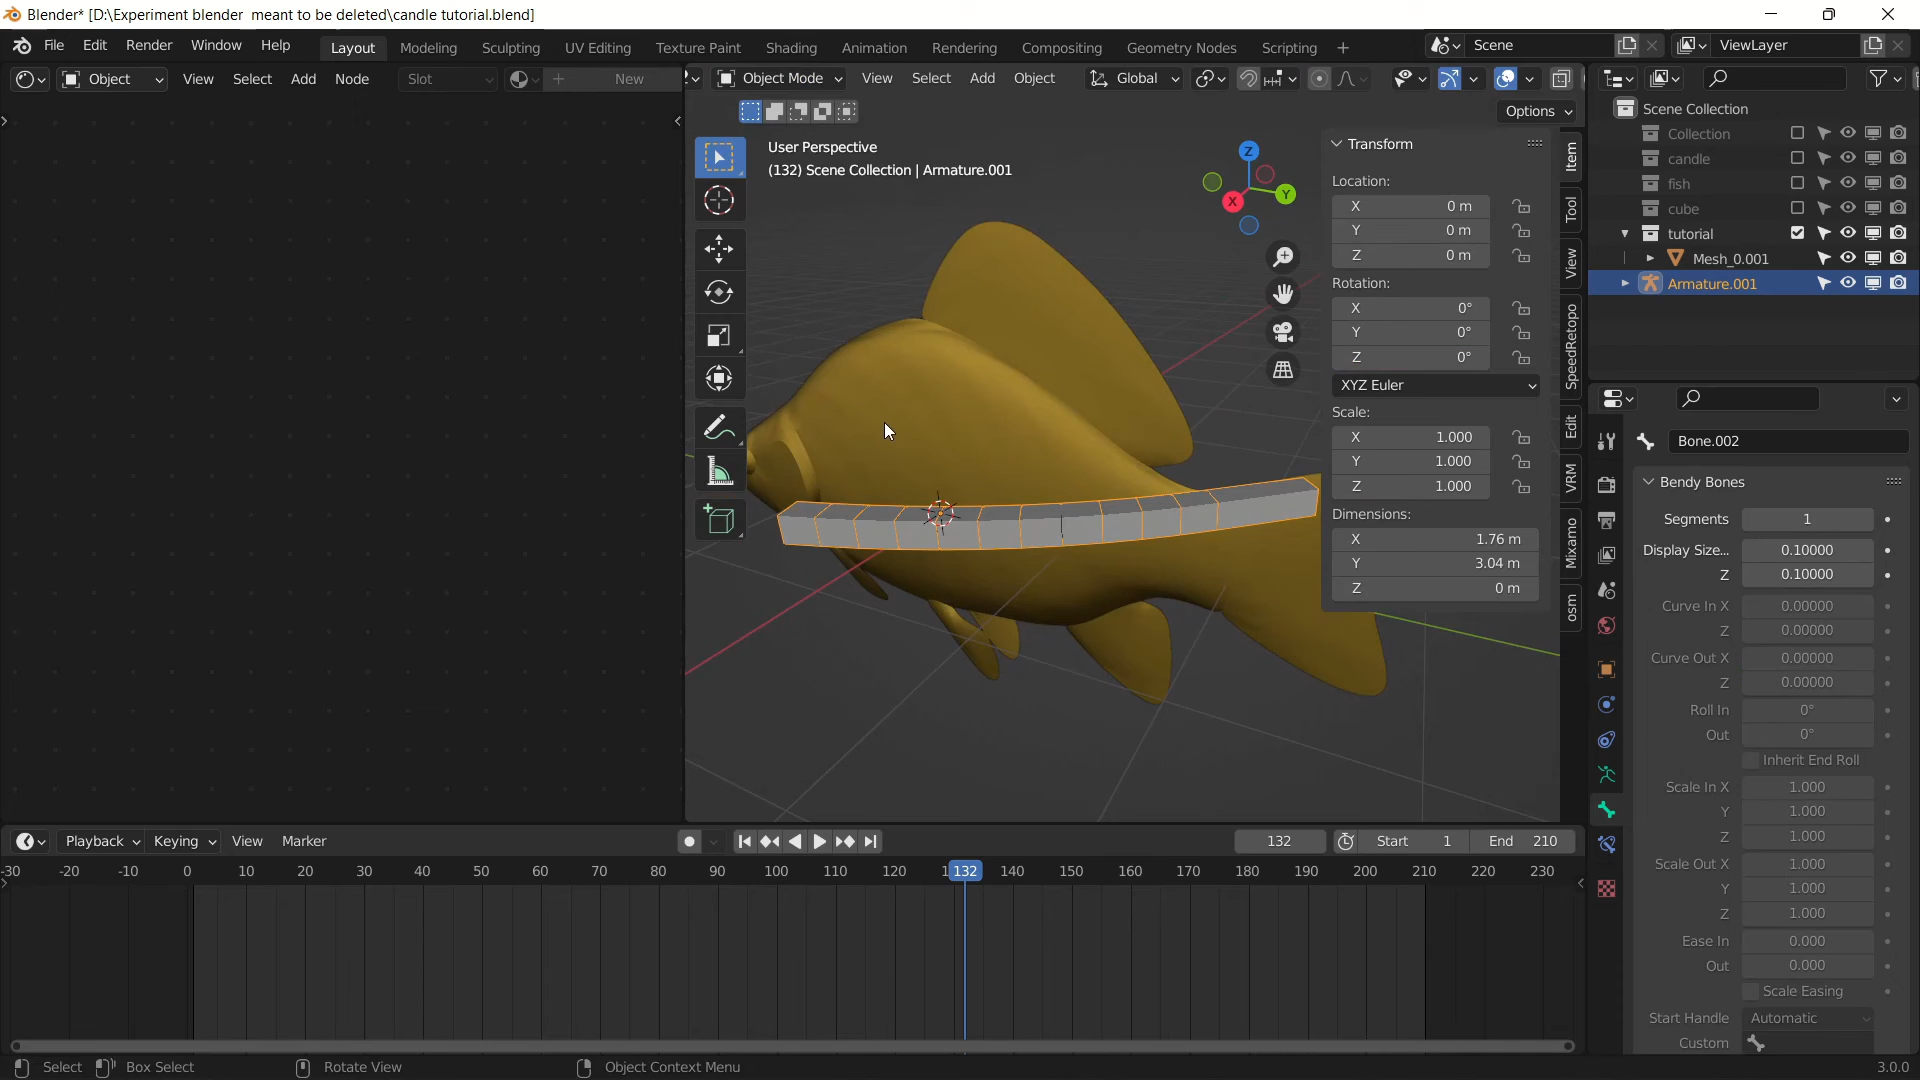 Blender* [D:\Experiment blender  meant to be deleted\candle tutorial.blend]
File Edit Render Window Help Layout Modeling Sculpting UV Editing Texture Paint Shading Animation Rendering Compositing Geometry Nodes Scripting + Scene ViewLayer
Object View Select Add Node Slot New Object Mode View Select Add Object Global
Options
User Perspective
(132) Scene Collection | Armature.001
Z
Y
X
Transform
Location:
X 0 m
Y 0 m
Z 0 m
Rotation:
X 0°
Y 0°
Z 0°
XYZ Euler
Scale:
X 1.000
Y 1.000
Z 1.000
Dimensions:
X 1.76 m
Y 3.04 m
Z 0 m
Item
Tool
View
SpeedRetopo
Edit
VRM
Mixamo
osm
Scene Collection
Collection
candle
fish
cube
tutorial
Mesh_0.001
Armature.001
Bone.002
Bendy Bones
Segments 1
Display Size... 0.10000
Z 0.10000
Curve In X 0.00000
Z 0.00000
Curve Out X 0.00000
Z 0.00000
Roll In 0°
Out 0°
Inherit End Roll
Scale In X 1.000
Y 1.000
Z 1.000
Scale Out X 1.000
Y 1.000
Z 1.000
Ease In 0.000
Out 0.000
Scale Easing
Start Handle Automatic
Custom
Playback Keying View Marker 132 Start 1 End 210
-30 -20 -10 0 10 20 30 40 50 60 70 80 90 100 110 120 132 140 150 160 170 180 190 200 210 220 230
Select Box Select Rotate View Object Context Menu 3.0.0